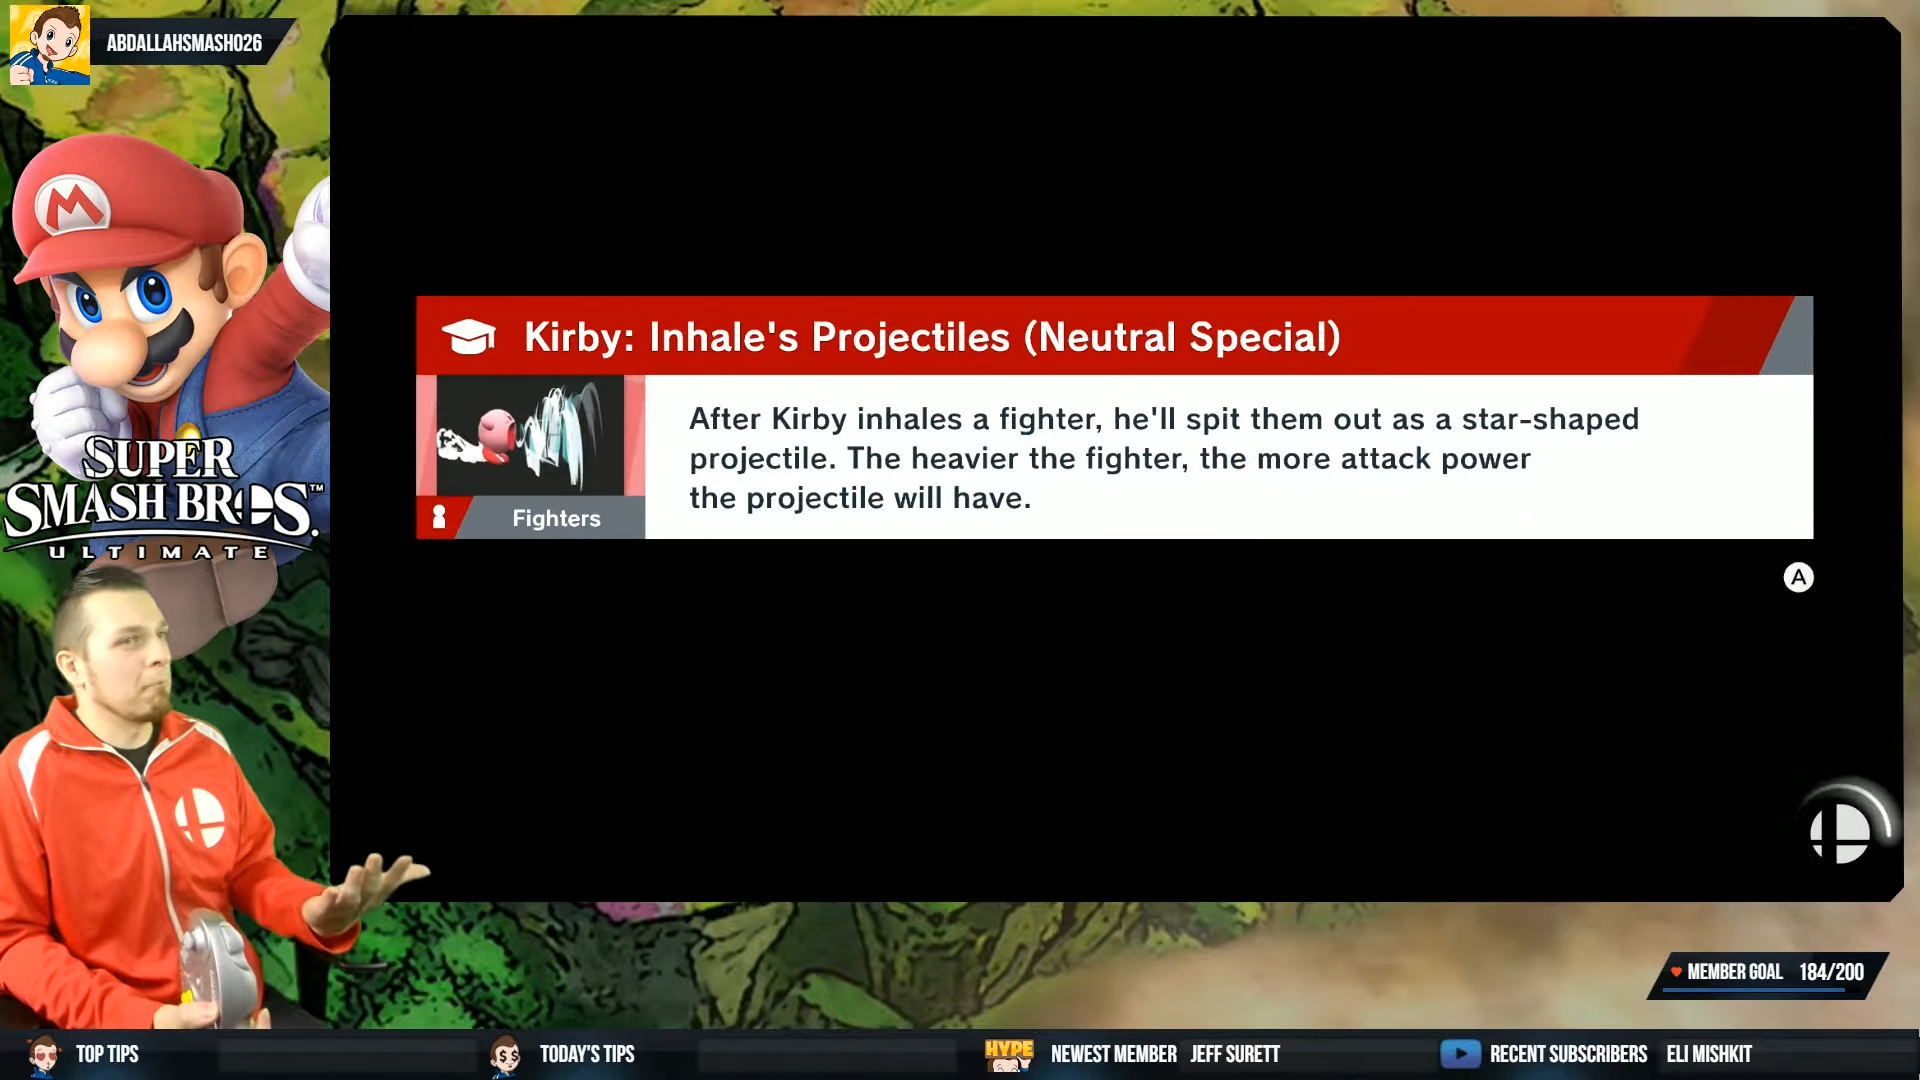 ABDALLAHSMASH026
M
SUPER
SMASH BROS.™
ULTIMATE
Kirby: Inhale's Projectiles (Neutral Special)
After Kirby inhales a fighter, he'll spit them out as a star-shaped
projectile. The heavier the fighter, the more attack power
the projectile will have.
Fighters
A
MEMBER GOAL 184/200
TOP TIPS
TODAY'S TIPS
HYPE
NEWEST MEMBER JEFF SURETT
RECENT SUBSCRIBERS ELI MISHKIT